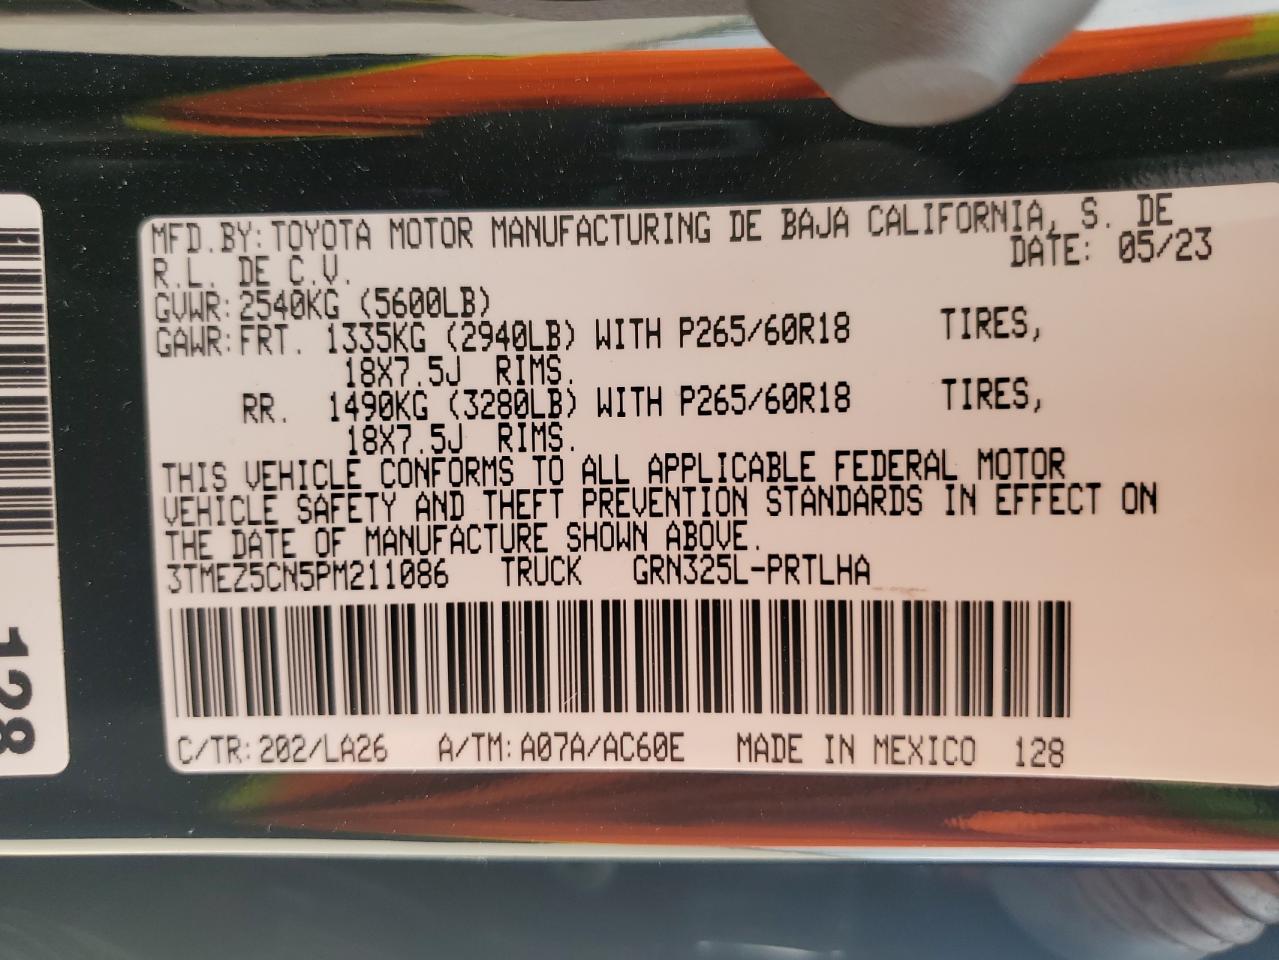 MFD.BY:TOYOTA MOTOR MANUFACTURING DE BAJA CALIFORNIA, S. DE
R.L. DE C.V. DATE: 05/23
GVWR:2540KG (5600LB)
GAWR:FRT. 1335KG (2940LB) WITH P265/60R18 TIRES,
18X7.5J RIMS.
RR. 1490KG (3280LB) WITH P265/60R18 TIRES,
18X7.5J RIMS.
THIS VEHICLE CONFORMS TO ALL APPLICABLE FEDERAL MOTOR
VEHICLE SAFETY AND THEFT PREVENTION STANDARDS IN EFFECT ON
THE DATE OF MANUFACTURE SHOWN ABOVE.
3TMEZ5CN5PM211086 TRUCK GRN325L-PRTLHA
C/TR:202/LA26 A/TM:A07A/AC60E MADE IN MEXICO 128
128